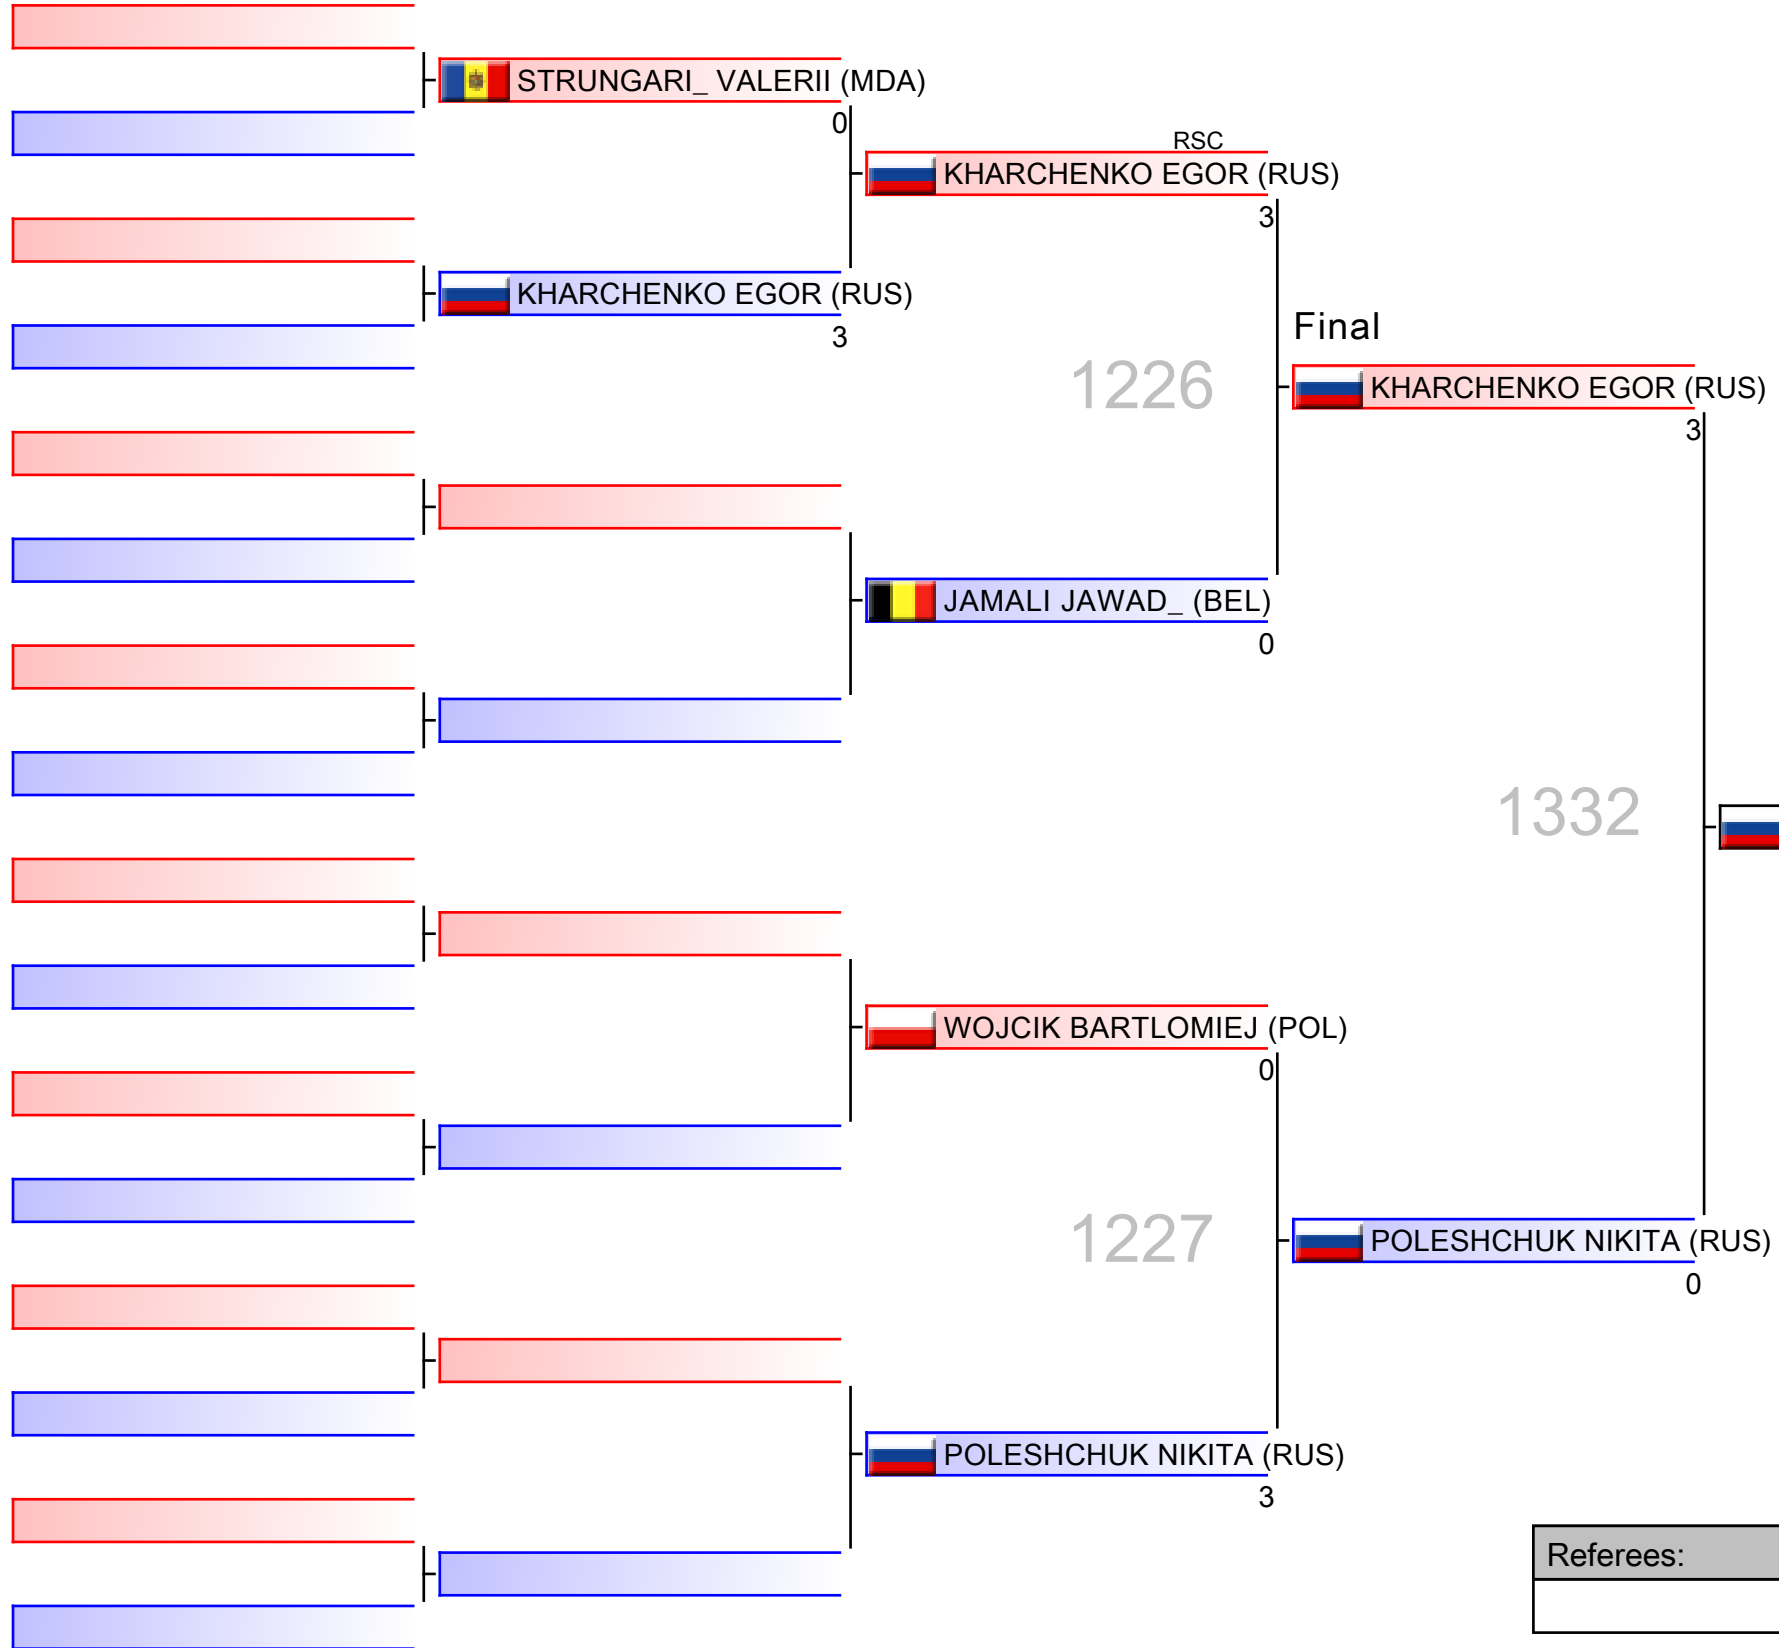 STRUNGARI_ VALERII (MDA)
0
RSC
KHARCHENKO EGOR (RUS)
3
KHARCHENKO EGOR (RUS)
3
Final
1226
KHARCHENKO EGOR (RUS)
3
JAMALI JAWAD_ (BEL)
0
1332
WOJCIK BARTLOMIEJ (POL)
0
1227
POLESHCHUK NIKITA (RUS)
0
POLESHCHUK NIKITA (RUS)
3
Referees: